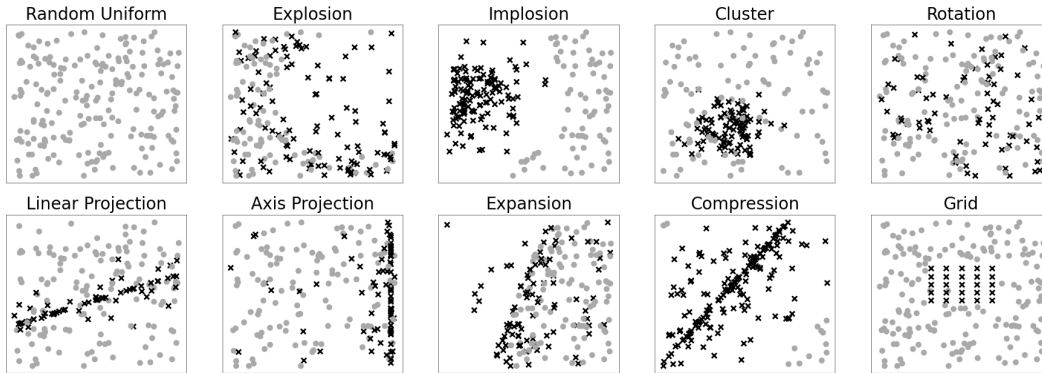 Random Uniform
Explosion
Implosion
Cluster
Rotation
Linear Projection
Axis Projection
Expansion
Compression
Grid